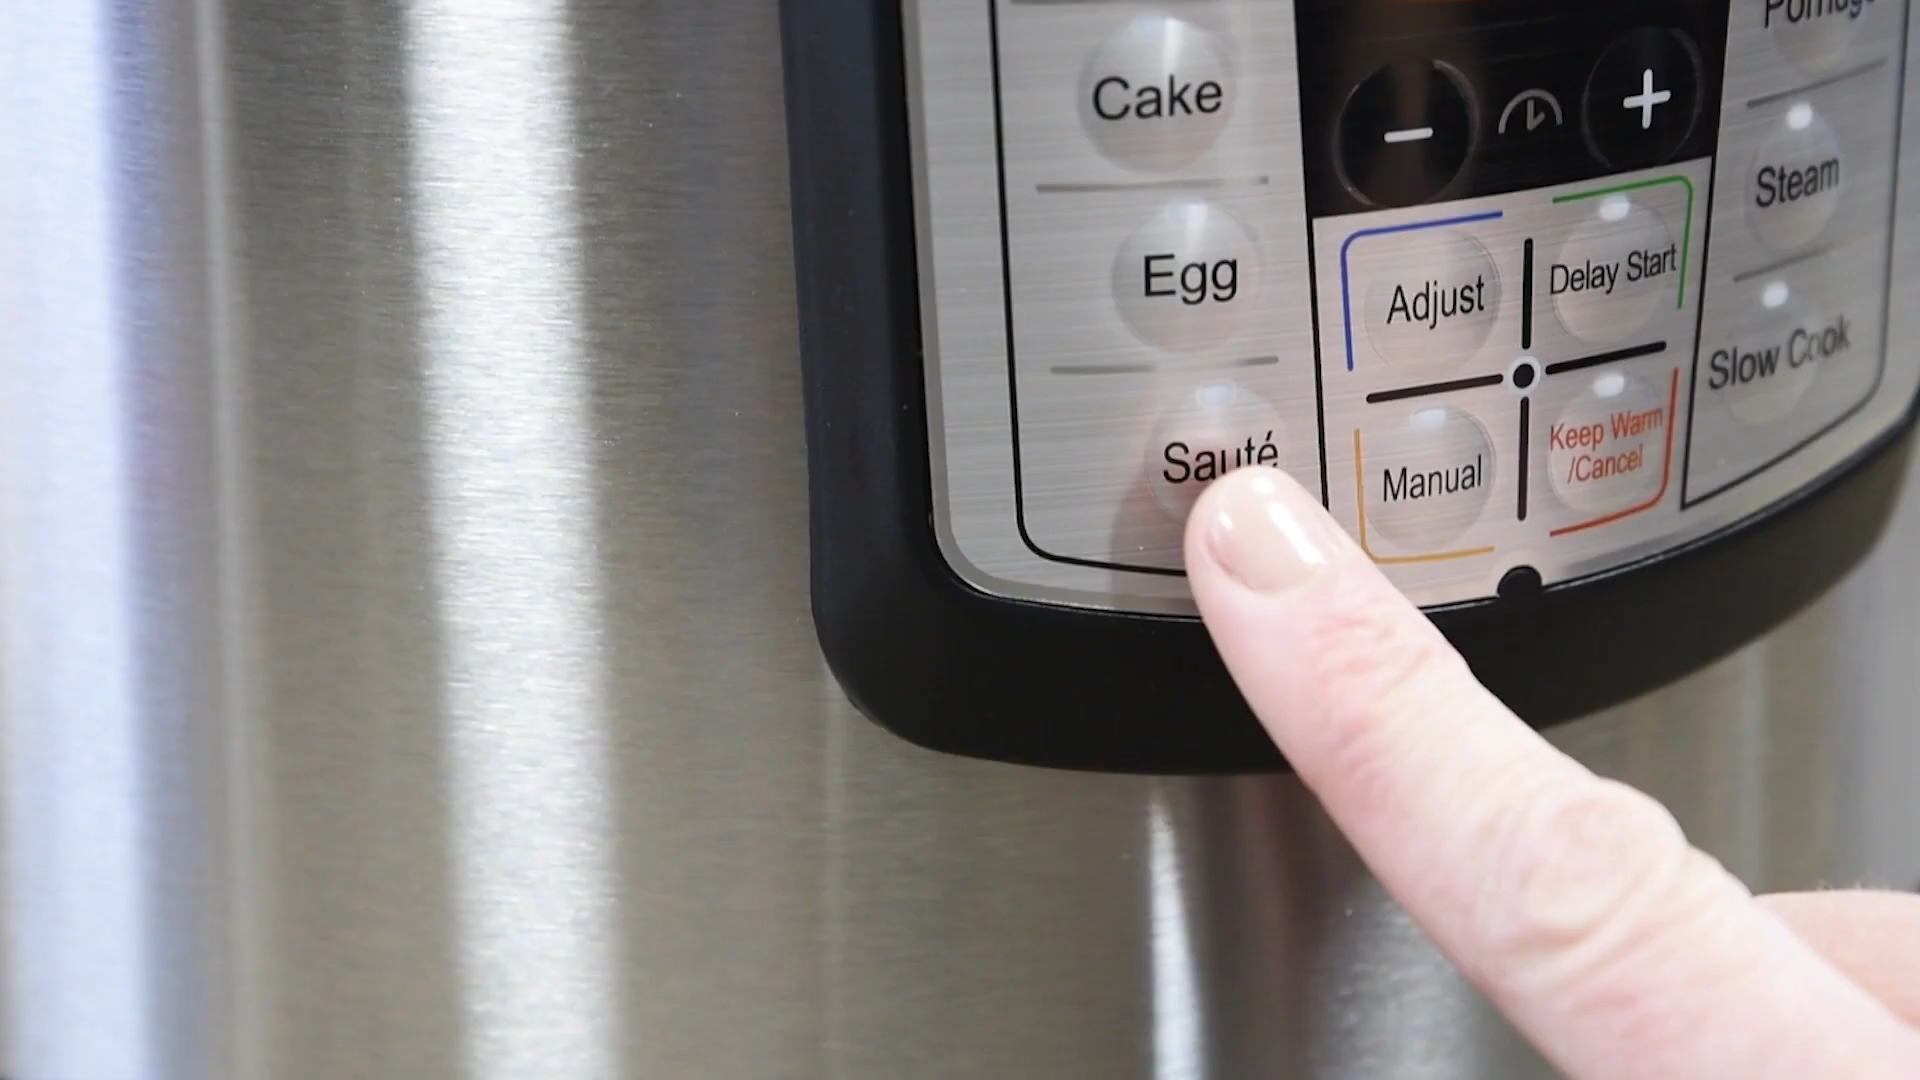 Cake
Egg
Sauté
−
+
Adjust
Delay Start
Manual
Keep Warm
/Cancel
Steam
Slow Cook